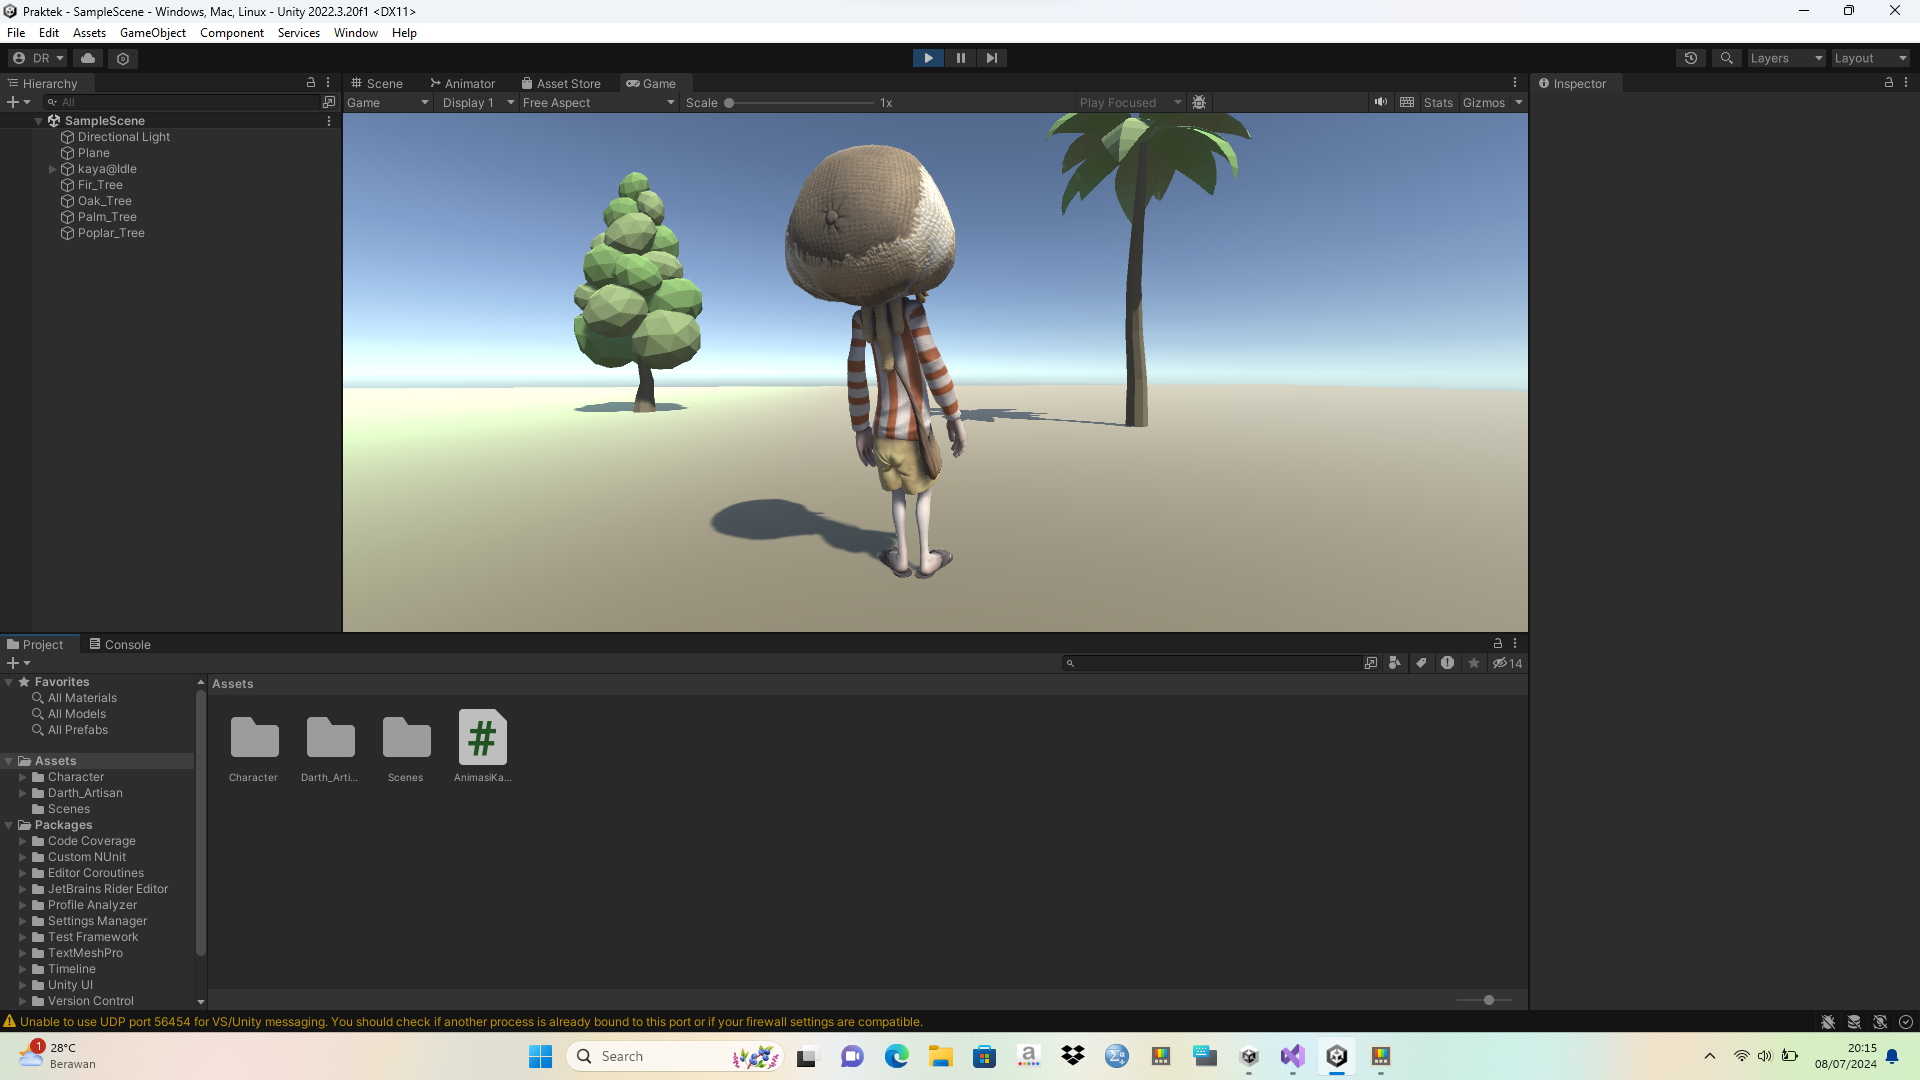 Praktek - SampleScene - Windows, Mac, Linux - Unity 2022.3.20f1 <DX11>
File Edit Assets GameObject Component Services Window Help
DR
Layers Layout
Hierarchy
All
SampleScene
Directional Light
Plane
kaya@Idle
Fir_Tree
Oak_Tree
Palm_Tree
Poplar_Tree
Scene Animator Asset Store Game
Game Display 1 Free Aspect Scale 1x Play Focused Stats Gizmos
Inspector
Project Console
14
Favorites
All Materials
All Models
All Prefabs
Assets
Character
Darth_Artisan
Scenes
Packages
Code Coverage
Custom NUnit
Editor Coroutines
JetBrains Rider Editor
Profile Analyzer
Settings Manager
Test Framework
TextMeshPro
Timeline
Unity UI
Version Control
Assets
Character Darth_Arti... Scenes AnimasiKa...
#
Unable to use UDP port 56454 for VS/Unity messaging. You should check if another process is already bound to this port or if your firewall settings are compatible.
1
28°C
Berawan
Search
a
20:15
08/07/2024